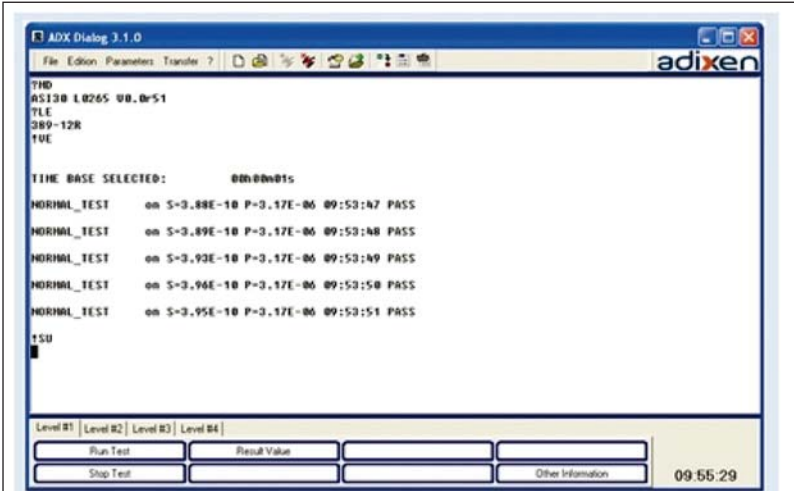 ADX Dialog 3.1.0
File Edition Parameters Transfer ?
adixen
?MD
ASI30 L0265 V0.0r51
?LE
389-12R
!VE
TIME BASE SELECTED: 00h00m01s
NORMAL_TEST on S=3.88E-10 P=3.17E-06 09:53:47 PASS
NORMAL_TEST on S=3.89E-10 P=3.17E-06 09:53:48 PASS
NORMAL_TEST on S=3.93E-10 P=3.17E-06 09:53:49 PASS
NORMAL_TEST on S=3.96E-10 P=3.17E-06 09:53:50 PASS
NORMAL_TEST on S=3.95E-10 P=3.17E-06 09:53:51 PASS
!SU
Level #1 Level #2 Level #3 Level #4
Run Test Result Value
Stop Test Other Information
09:55:29